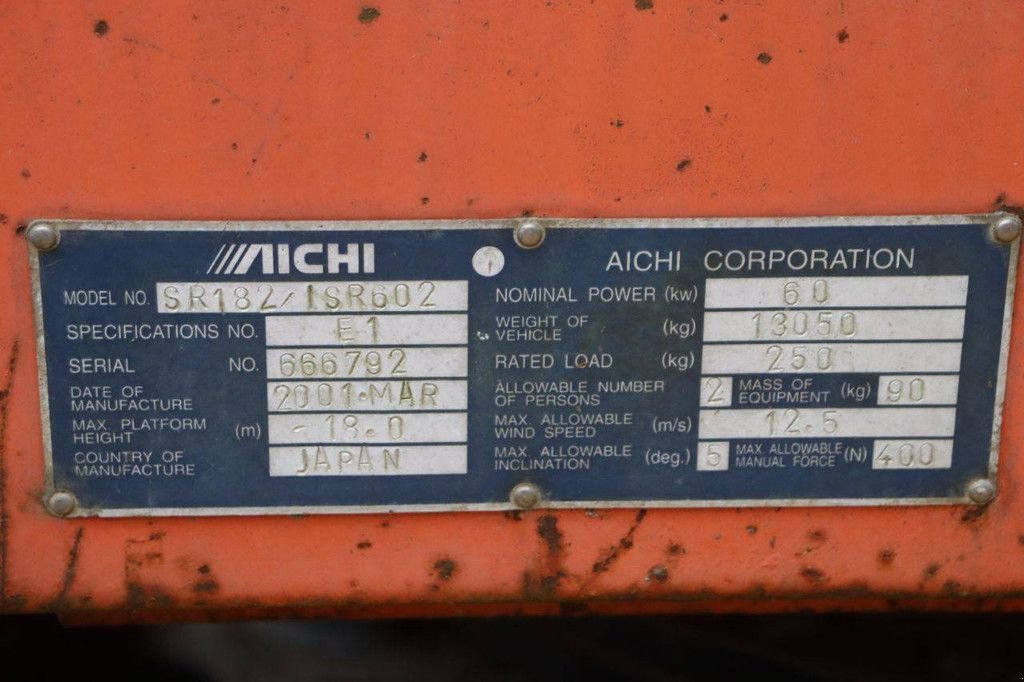 AICHI
MODEL NO. SR182/ISR602
SPECIFICATIONS NO. E1
SERIAL NO. 666792
DATE OF
MANUFACTURE 2001·MAR
MAX. PLATFORM
HEIGHT (m) -18.0
COUNTRY OF
MANUFACTURE JAPAN
AICHI CORPORATION
NOMINAL POWER (kw) 60
WEIGHT OF
VEHICLE (kg) 13050
RATED LOAD (kg) 250
ALLOWABLE NUMBER
OF PERSONS 2 MASS OF
EQUIPMENT (kg) 90
MAX. ALLOWABLE
WIND SPEED (m/s) 12.5
MAX. ALLOWABLE
INCLINATION (deg.) 5 MAX. ALLOWABLE
MANUAL FORCE (N) 400